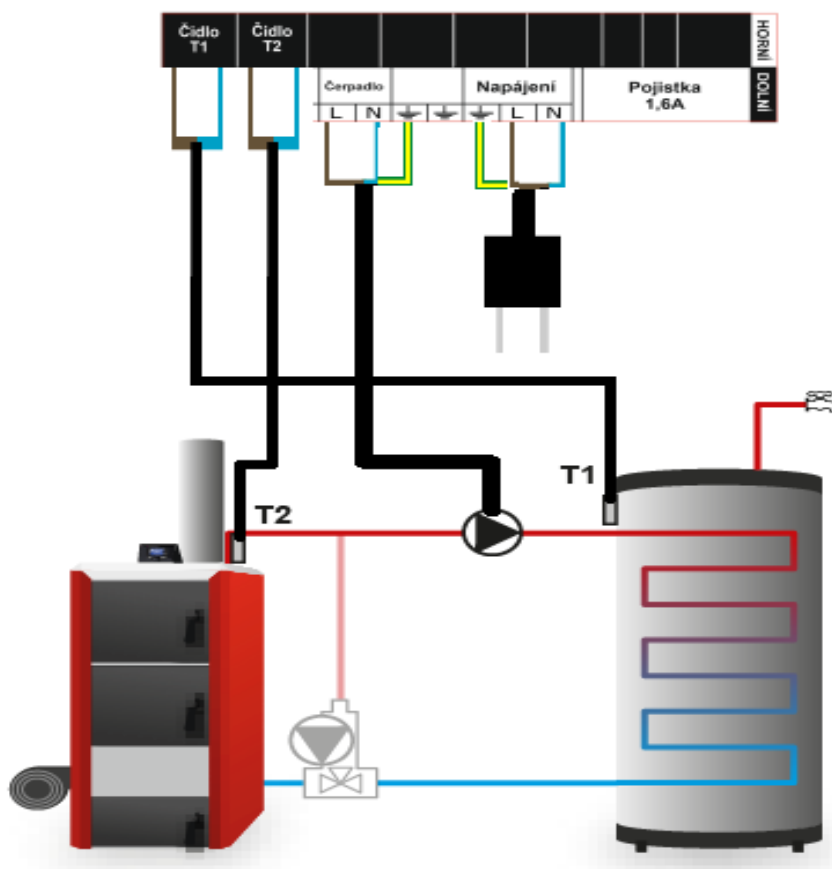 Čidlo
T1
Čidlo
T2
HORNÍ
Čerpadlo
Napájení
Pojistka
1,6A
DOLNÍ
L N
L N
T1
T2